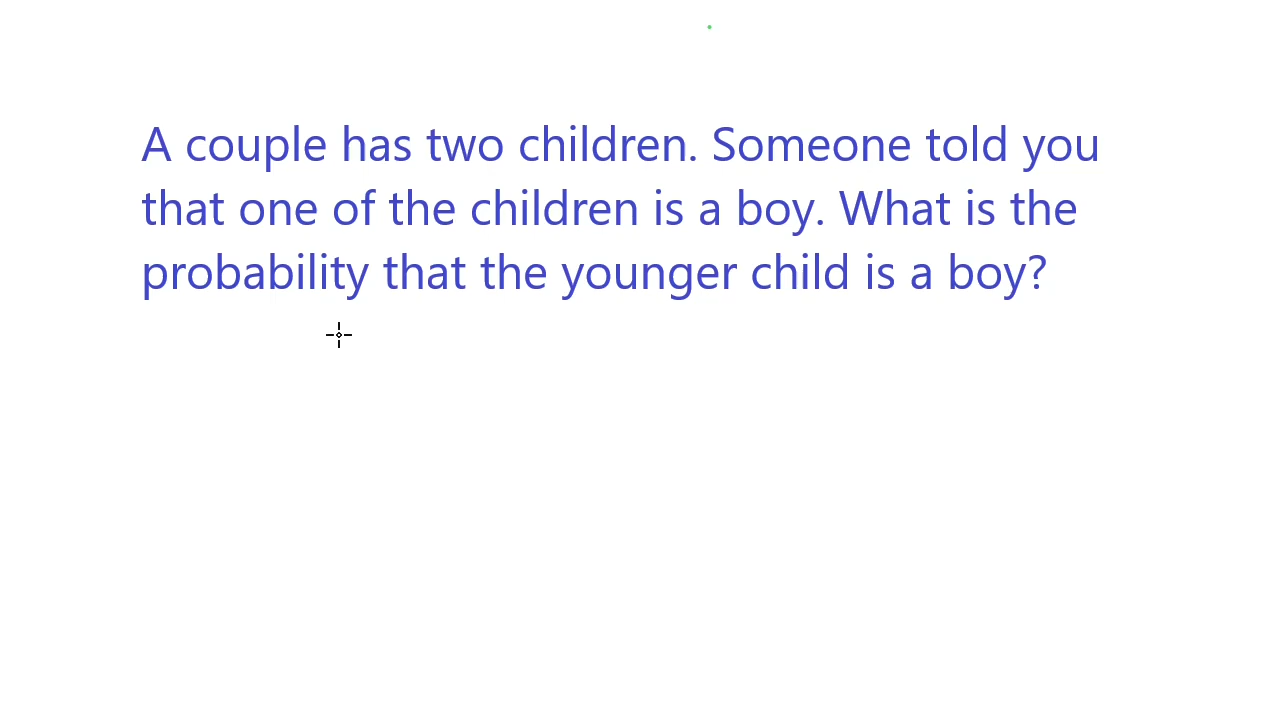 A couple has two children. Someone told you
that one of the children is a boy. What is the
probability that the younger child is a boy?